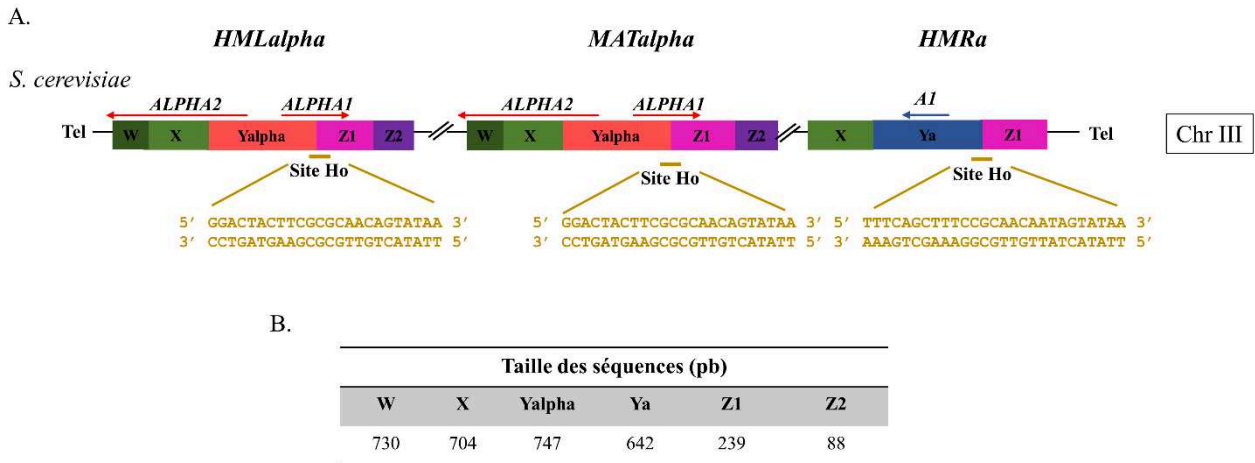 A.
HMLalpha MATalpha HMRa
S. cerevisiae
ALPHA2 ALPHA1 ALPHA2 ALPHA1 A1
Tel W X Yalpha Z1 Z2 W X Yalpha Z1 Z2 X Ya Z1 Tel Chr III
Site Ho Site Ho Site Ho
5′ GGACTACTTCGCGCAACAGTATAA 3′ 5′ GGACTACTTCGCGCAACAGTATAA 3′ 5′ TTTCAGCTTTCCGCAACAATAGTATAA 3′
3′ CCTGATGAAGCGCGTTGTCATATT 5′ 3′ CCTGATGAAGCGCGTTGTCATATT 5′ 3′ AAAGTCGAAAGGCGTTGTTATCATATT 5′
B.
Taille des séquences (pb)
W X Yalpha Ya Z1 Z2
730 704 747 642 239 88